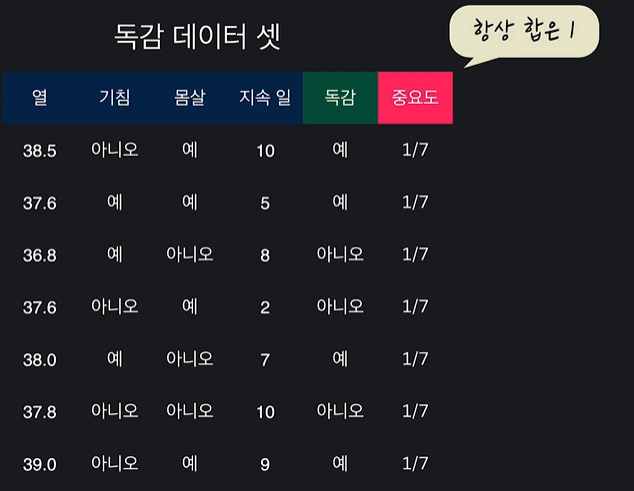 독감 데이터 셋
항상 합은 1
열 기침 몸살 지속 일 독감 중요도
38.5 아니오 예 10 예 1/7
37.6 예 예 5 예 1/7
36.8 예 아니오 8 아니오 1/7
37.6 아니오 예 2 아니오 1/7
38.0 예 아니오 7 예 1/7
37.8 아니오 아니오 10 아니오 1/7
39.0 아니오 예 9 예 1/7